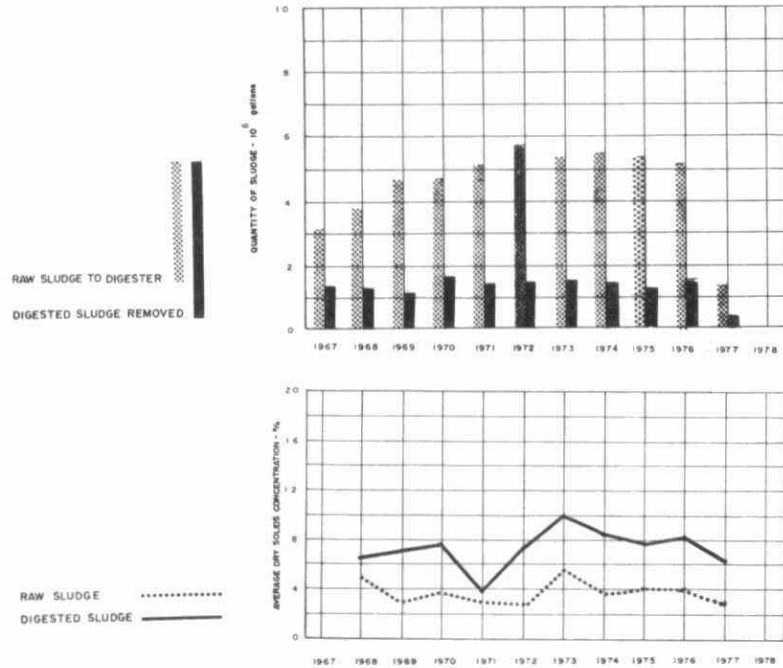 10
8
6
4
2
0
QUANTITY OF SLUDGE - 10⁶ gallons
RAW SLUDGE TO DIGESTER
DIGESTED SLUDGE REMOVED
1967 1968 1969 1970 1971 1972 1973 1974 1975 1976 1977 1978
20
16
12
8
4
0
AVERAGE DRY SOLIDS CONCENTRATION - %
RAW SLUDGE
DIGESTED SLUDGE
1967 1968 1969 1970 1971 1972 1973 1974 1975 1976 1977 1978